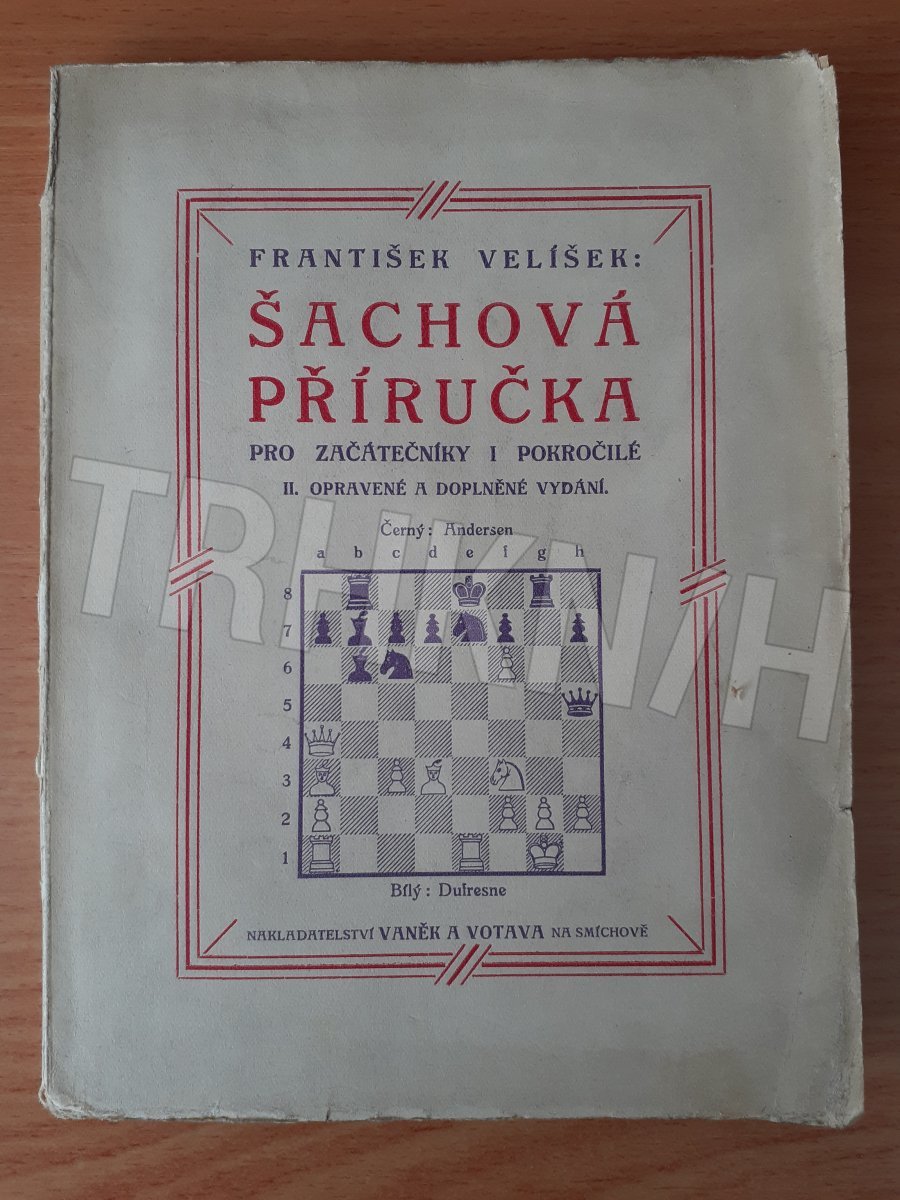 FRANTIŠEK VELÍŠEK:
ŠACHOVÁ
PŘÍRUČKA
PRO ZAČÁTEČNÍKY I POKROČILÉ
II. OPRAVENÉ A DOPLNĚNÉ VYDÁNÍ.
Černý: Andersen
a b c d e f g h
8
7
6
5
4
3
2
1
Bílý: Dufresne
NAKLADATELSTVÍ VANĚK A VOTAVA NA SMÍCHOVĚ
TRHKNIH